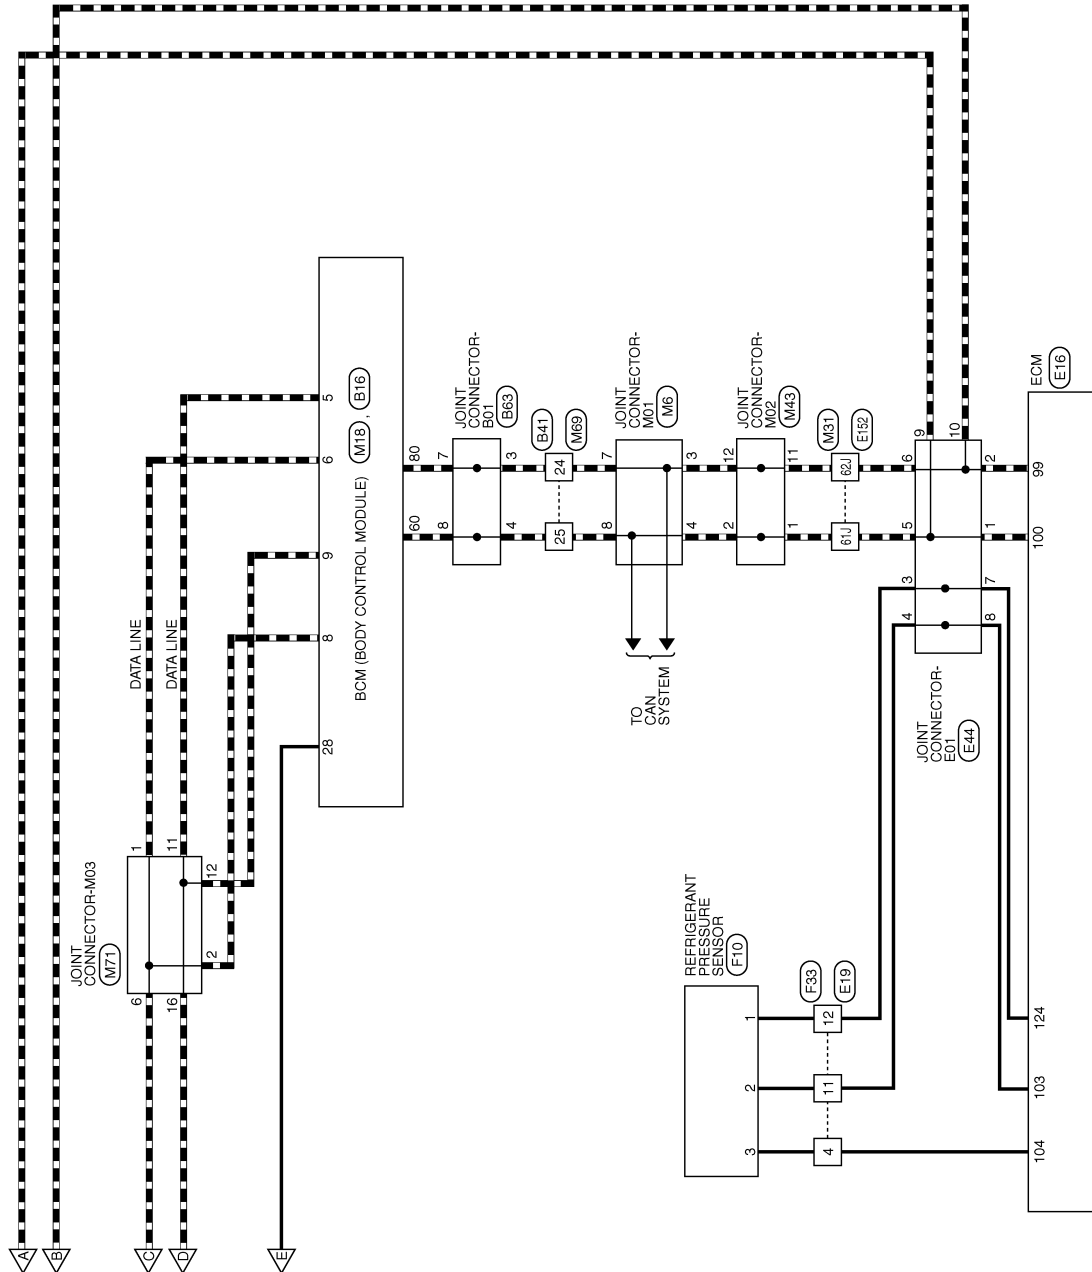 A
B
C
D
E
JOINT
CONNECTOR-M03
M71
6
16
1
11
2
12
DATA LINE
DATA LINE
28
8
9
6
5
BCM (BODY CONTROL MODULE)
M18 , B16
60
80
8
7
JOINT
CONNECTOR-
B01
B63
4
3
25
24
B41
M69
8
7
JOINT
CONNECTOR-
M01
M6
TO
CAN
SYSTEM
4
3
2
12
JOINT
CONNECTOR-
M02
M43
1
11
61J
62J
M31
E152
4
3
5
6
9
10
JOINT
CONNECTOR-
E01
E44
8
7
1
2
REFRIGERANT
PRESSURE
SENSOR
F10
3
2
1
4
11
12
F33
E19
104
103
124
100
99
ECM
E16